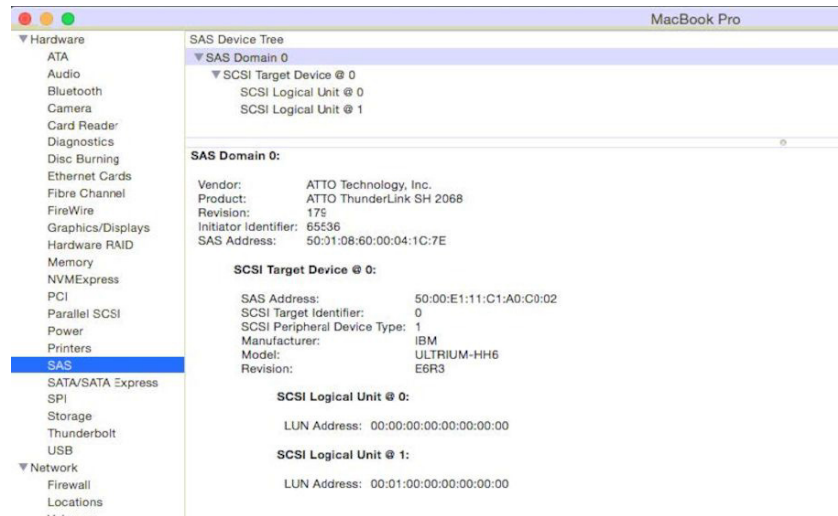 MacBook Pro
Hardware
ATA
Audio
Bluetooth
Camera
Card Reader
Diagnostics
Disc Burning
Ethernet Cards
Fibre Channel
FireWire
Graphics/Displays
Hardware RAID
Memory
NVMExpress
PCI
Parallel SCSI
Power
Printers
SAS
SATA/SATA Express
SPI
Storage
Thunderbolt
USB
Network
Firewall
Locations
SAS Device Tree
SAS Domain 0
SCSI Target Device @ 0
SCSI Logical Unit @ 0
SCSI Logical Unit @ 1
SAS Domain 0:
Vendor: ATTO Technology, Inc.
Product: ATTO ThunderLink SH 2068
Revision: 179
Initiator Identifier: 65536
SAS Address: 50:01:08:60:00:04:1C:7E
SCSI Target Device @ 0:
SAS Address: 50:00:E1:11:C1:A0:C0:02
SCSI Target Identifier: 0
SCSI Peripheral Device Type: 1
Manufacturer: IBM
Model: ULTRIUM-HH6
Revision: E6R3
SCSI Logical Unit @ 0:
LUN Address: 00:00:00:00:00:00:00:00
SCSI Logical Unit @ 1:
LUN Address: 00:01:00:00:00:00:00:00